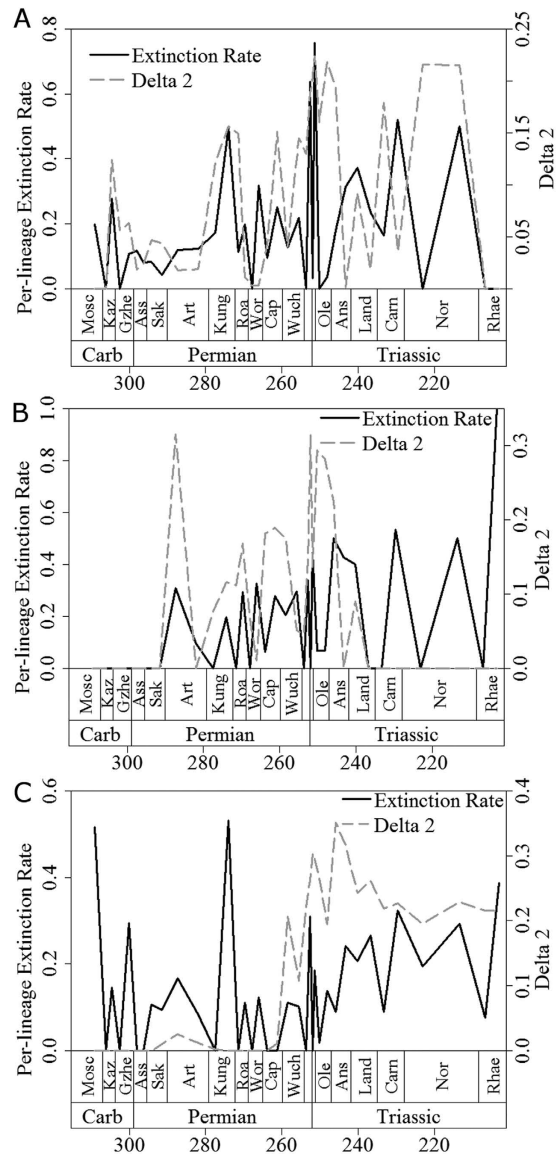 A
0.8
0.6
0.4
0.2
0.0
Per-lineage Extinction Rate
Extinction Rate
Delta 2
0.25
0.15
0.05
Delta 2
Mosc Kaz Gzhe Ass Sak Art Kung Roa Wor Cap Wuch Ole Ans Land Carn Nor Rhae
Carb Permian Triassic
300 280 260 240 220
B
1.0
0.8
0.6
0.4
0.2
0.0
Per-lineage Extinction Rate
Extinction Rate
Delta 2
0.3
0.2
0.1
0.0
Delta 2
Mosc Kaz Gzhe Ass Sak Art Kung Roa Wor Cap Wuch Ole Ans Land Carn Nor Rhae
Carb Permian Triassic
300 280 260 240 220
C
0.6
0.4
0.2
0.0
Per-lineage Extinction Rate
Extinction Rate
Delta 2
0.4
0.3
0.2
0.1
0.0
Delta 2
Mosc Kaz Gzhe Ass Sak Art Kung Roa Wor Cap Wuch Ole Ans Land Carn Nor Rhae
Carb Permian Triassic
300 280 260 240 220